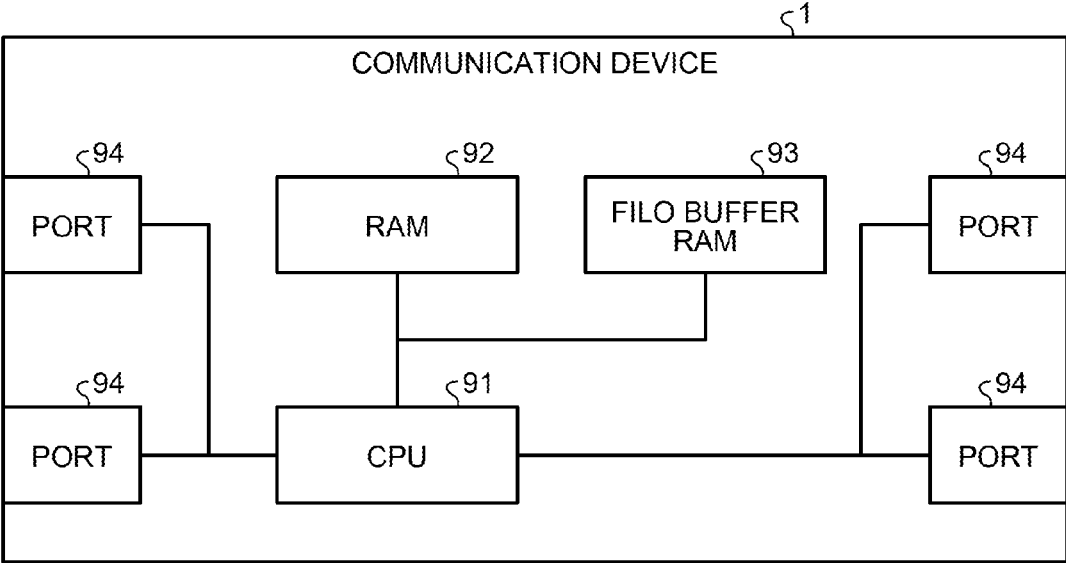 1
COMMUNICATION DEVICE
94
92
93
94
PORT
RAM
FILO BUFFER
RAM
PORT
94
91
94
PORT
CPU
PORT